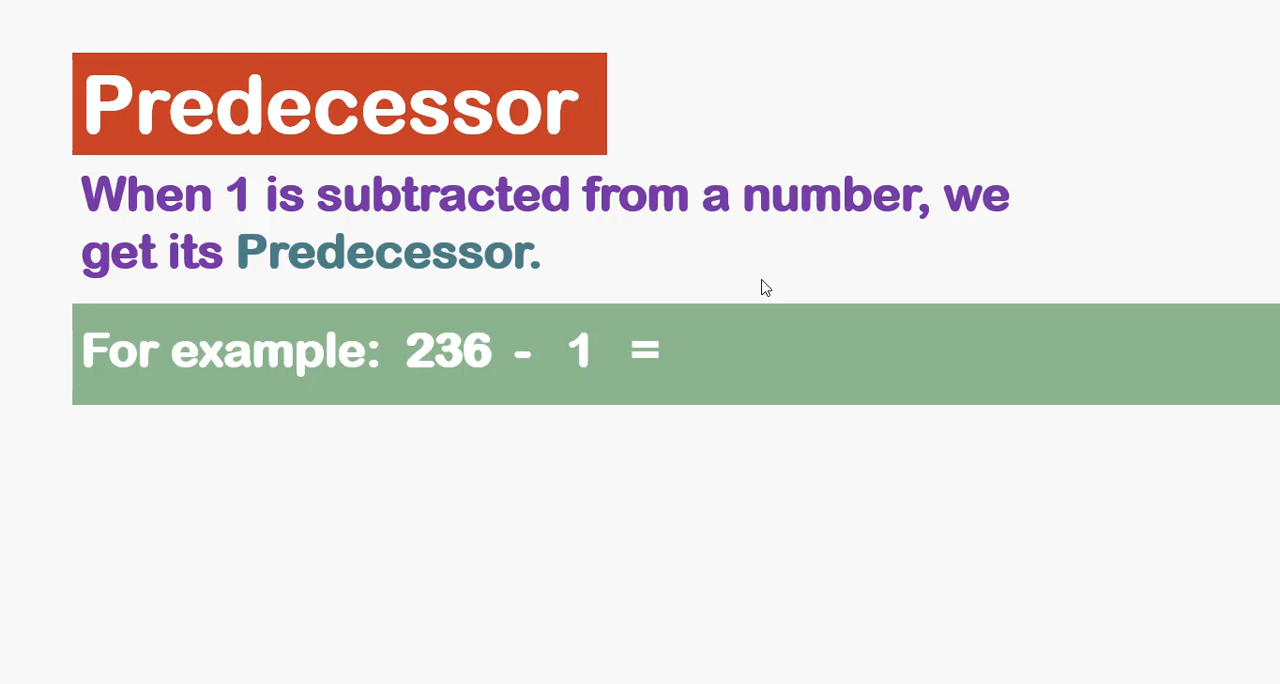 Predecessor
When 1 is subtracted from a number, we
get its Predecessor.
For example: 236 - 1 =